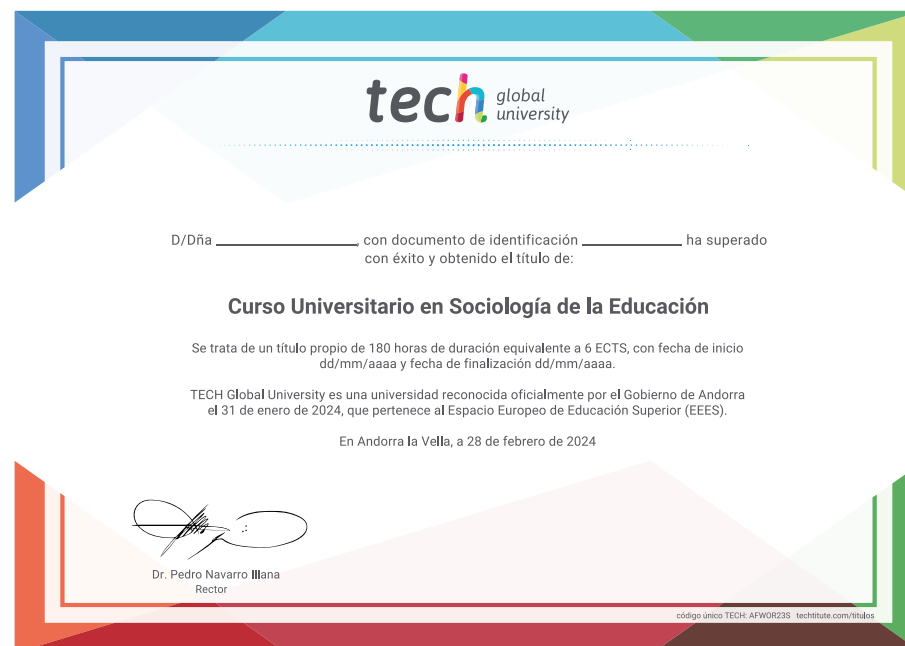 tech global university
D/Dña ____________, con documento de identificación ____________ ha superado
con éxito y obtenido el título de:
Curso Universitario en Sociología de la Educación
Se trata de un título propio de 180 horas de duración equivalente a 6 ECTS, con fecha de inicio
dd/mm/aaaa y fecha de finalización dd/mm/aaaa.
TECH Global University es una universidad reconocida oficialmente por el Gobierno de Andorra
el 31 de enero de 2024, que pertenece al Espacio Europeo de Educación Superior (EEES).
En Andorra la Vella, a 28 de febrero de 2024
Dr. Pedro Navarro Illana
Rector
código único TECH: AFWOR23S techtitute.com/titulos